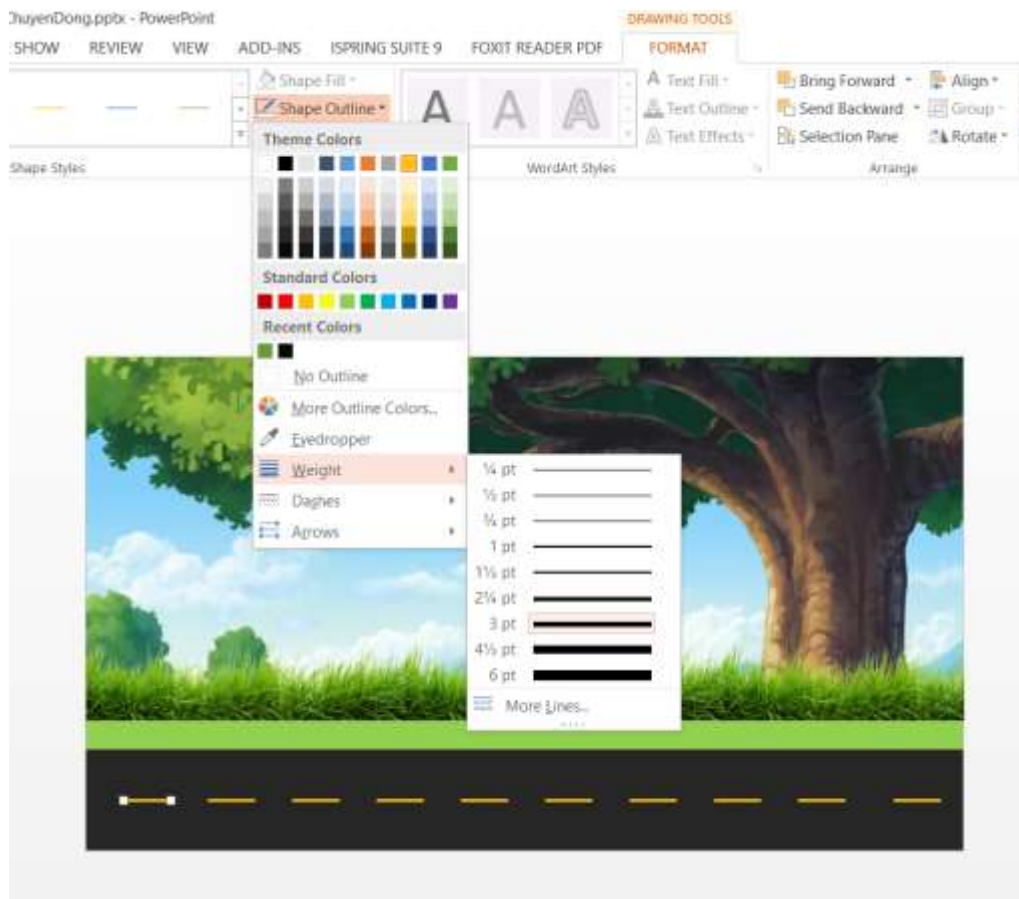 ChuyenDong.pptx - PowerPoint
DRAWING TOOLS
SHOW REVIEW VIEW ADD-INS ISPRING SUITE 9 FOXIT READER PDF FORMAT
Shape Fill
Shape Outline
A A A
Text Fill
Text Outline
Text Effects
Bring Forward
Send Backward
Selection Pane
Align
Group
Rotate
Shape Styles
WordArt Styles
Arrange
Theme Colors
Standard Colors
Recent Colors
No Outline
More Outline Colors...
Eyedropper
Weight
Dashes
Arrows
¼ pt
½ pt
¾ pt
1 pt
1½ pt
2¼ pt
3 pt
4½ pt
6 pt
More Lines...